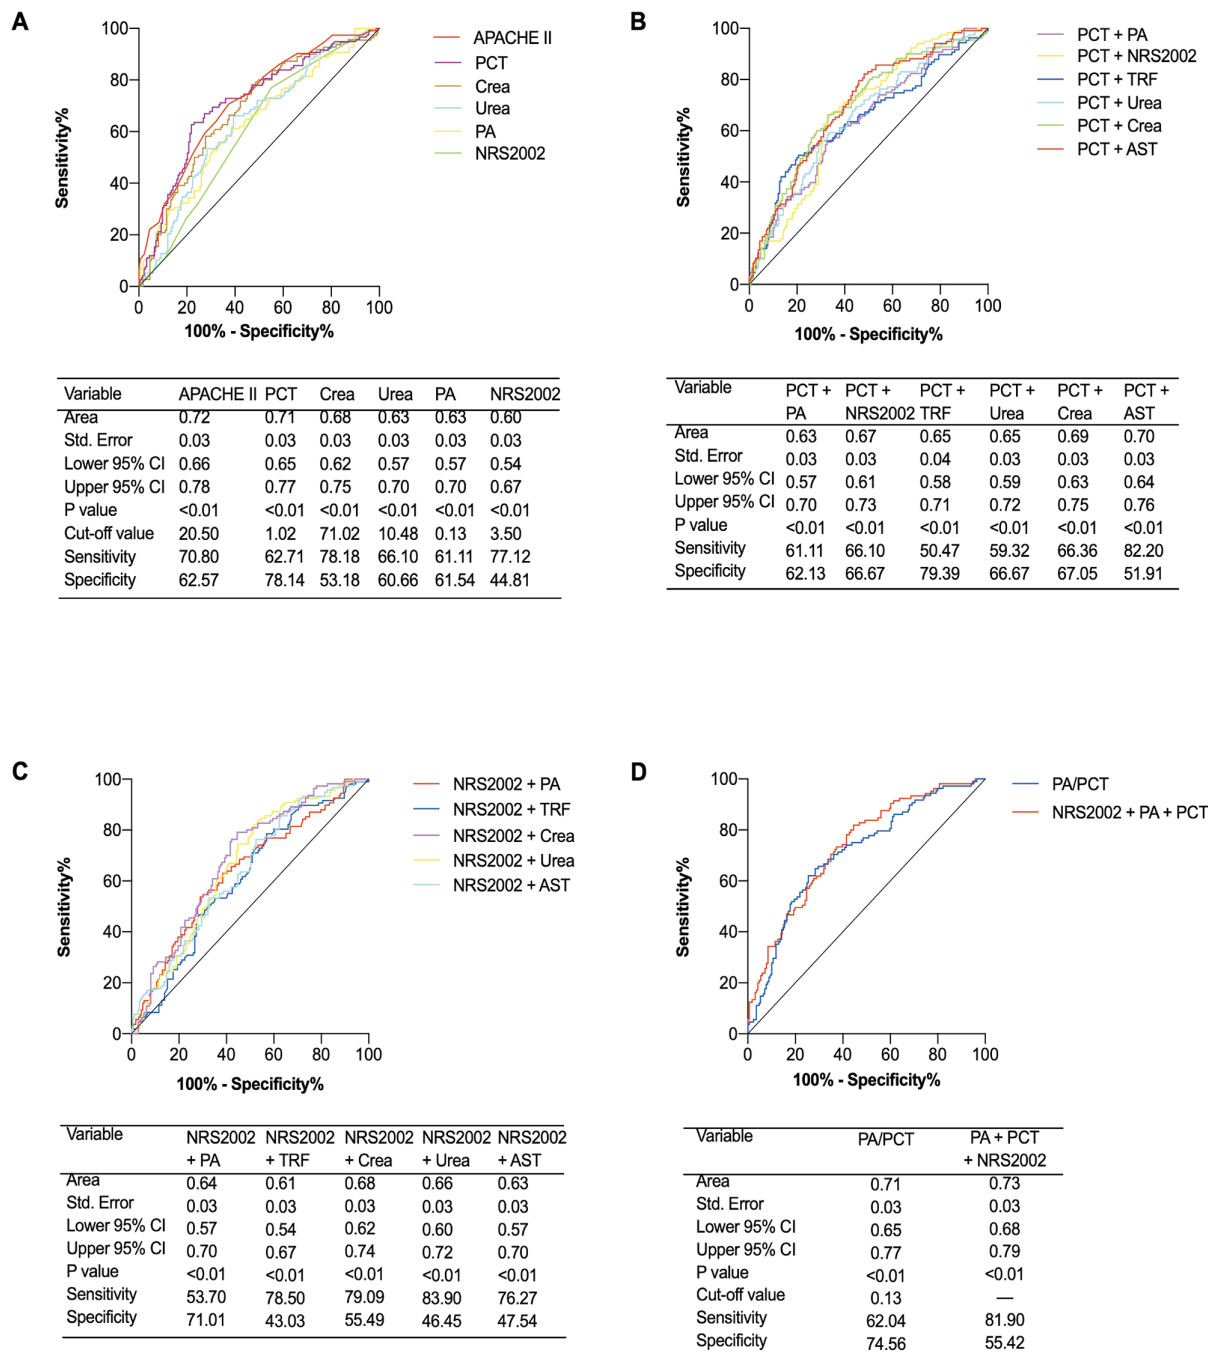 A
100
80
60
40
20
0
Sensitivity%
0 20 40 60 80 100
100% - Specificity%
APACHE II
PCT
Crea
Urea
PA
NRS2002
Variable APACHE II PCT Crea Urea PA NRS2002
Area 0.72 0.71 0.68 0.63 0.63 0.60
Std. Error 0.03 0.03 0.03 0.03 0.03 0.03
Lower 95% CI 0.66 0.65 0.62 0.57 0.57 0.54
Upper 95% CI 0.78 0.77 0.75 0.70 0.70 0.67
P value <0.01 <0.01 <0.01 <0.01 <0.01 <0.01
Cut-off value 20.50 1.02 71.02 10.48 0.13 3.50
Sensitivity 70.80 62.71 78.18 66.10 61.11 77.12
Specificity 62.57 78.14 53.18 60.66 61.54 44.81
B
100
80
60
40
20
0
Sensitivity%
0 20 40 60 80 100
100% - Specificity%
PCT + PA
PCT + NRS2002
PCT + TRF
PCT + Urea
PCT + Crea
PCT + AST
Variable PCT + PCT + PCT + PCT + PCT + PCT +
PA NRS2002 TRF Urea Crea AST
Area 0.63 0.67 0.65 0.65 0.69 0.70
Std. Error 0.03 0.03 0.04 0.03 0.03 0.03
Lower 95% CI 0.57 0.61 0.58 0.59 0.63 0.64
Upper 95% CI 0.70 0.73 0.71 0.72 0.75 0.76
P value <0.01 <0.01 <0.01 <0.01 <0.01 <0.01
Sensitivity 61.11 66.10 50.47 59.32 66.36 82.20
Specificity 62.13 66.67 79.39 66.67 67.05 51.91
C
100
80
60
40
20
0
Sensitivity%
0 20 40 60 80 100
100% - Specificity%
NRS2002 + PA
NRS2002 + TRF
NRS2002 + Crea
NRS2002 + Urea
NRS2002 + AST
Variable NRS2002 NRS2002 NRS2002 NRS2002 NRS2002
+ PA + TRF + Crea + Urea + AST
Area 0.64 0.61 0.68 0.66 0.63
Std. Error 0.03 0.03 0.03 0.03 0.03
Lower 95% CI 0.57 0.54 0.62 0.60 0.57
Upper 95% CI 0.70 0.67 0.74 0.72 0.70
P value <0.01 <0.01 <0.01 <0.01 <0.01
Sensitivity 53.70 78.50 79.09 83.90 76.27
Specificity 71.01 43.03 55.49 46.45 47.54
D
100
80
60
40
20
0
Sensitivity%
0 20 40 60 80 100
100% - Specificity%
PA/PCT
NRS2002 + PA + PCT
Variable PA/PCT PA + PCT
+ NRS2002
Area 0.71 0.73
Std. Error 0.03 0.03
Lower 95% CI 0.65 0.68
Upper 95% CI 0.77 0.79
P value <0.01 <0.01
Cut-off value 0.13 —
Sensitivity 62.04 81.90
Specificity 74.56 55.42